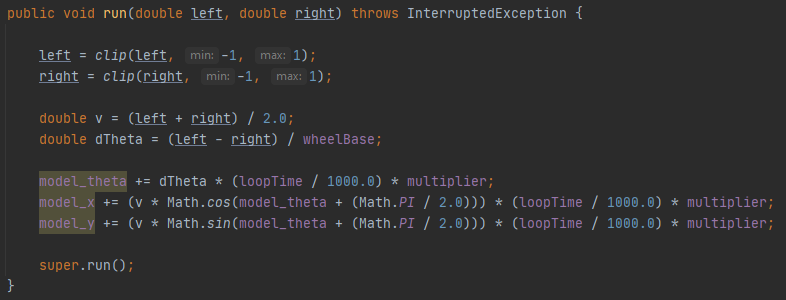 public void run(double left, double right) throws InterruptedException {
left = clip(left, min: -1, max: 1);
right = clip(right, min: -1, max: 1);
double v = (left + right) / 2.0;
double dTheta = (left - right) / wheelBase;
model_theta += dTheta * (loopTime / 1000.0) * multiplier;
model_x += (v * Math.cos(model_theta + (Math.PI / 2.0))) * (loopTime / 1000.0) * multiplier;
model_y += (v * Math.sin(model_theta + (Math.PI / 2.0))) * (loopTime / 1000.0) * multiplier;
super.run();
}